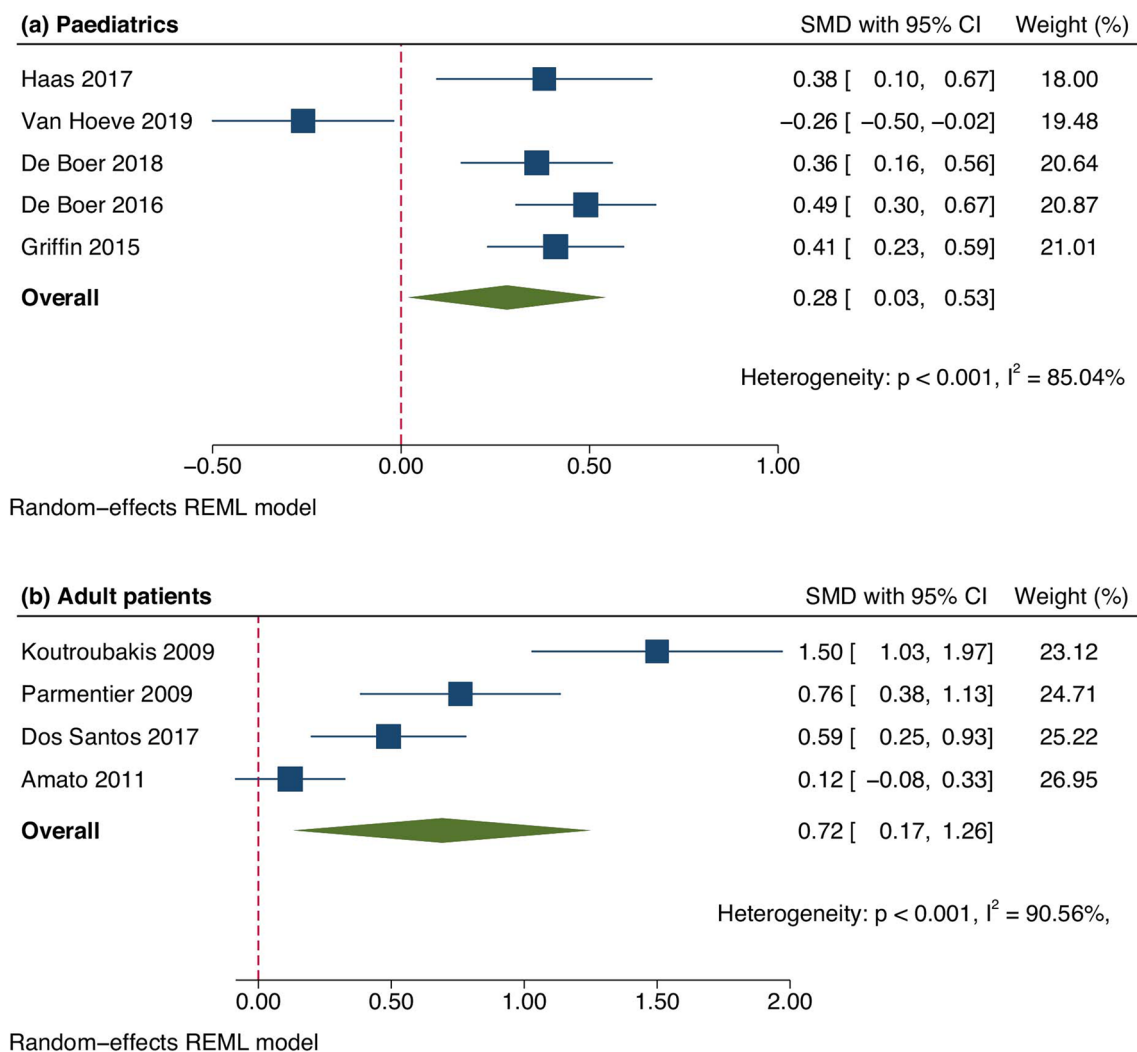 (a) Paediatrics SMD with 95% CI Weight (%)
Haas 2017 0.38 [ 0.10, 0.67] 18.00
Van Hoeve 2019 −0.26 [ −0.50, −0.02] 19.48
De Boer 2018 0.36 [ 0.16, 0.56] 20.64
De Boer 2016 0.49 [ 0.30, 0.67] 20.87
Griffin 2015 0.41 [ 0.23, 0.59] 21.01
Overall 0.28 [ 0.03, 0.53]
Heterogeneity: p < 0.001, I² = 85.04%
−0.50 0.00 0.50 1.00
Random−effects REML model
(b) Adult patients SMD with 95% CI Weight (%)
Koutroubakis 2009 1.50 [ 1.03, 1.97] 23.12
Parmentier 2009 0.76 [ 0.38, 1.13] 24.71
Dos Santos 2017 0.59 [ 0.25, 0.93] 25.22
Amato 2011 0.12 [ −0.08, 0.33] 26.95
Overall 0.72 [ 0.17, 1.26]
Heterogeneity: p < 0.001, I² = 90.56%,
0.00 0.50 1.00 1.50 2.00
Random−effects REML model